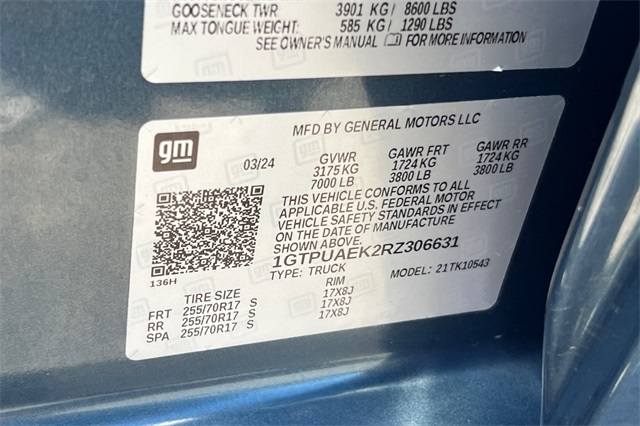 GOOSENECK TWR 3901 KG / 8600 LBS
MAX TONGUE WEIGHT: 585 KG / 1290 LBS
SEE OWNER'S MANUAL FOR MORE INFORMATION
gm
MFD BY GENERAL MOTORS LLC
03/24 GVWR GAWR FRT GAWR RR
3175 KG 1724 KG 1724 KG
7000 LB 3800 LB 3800 LB
THIS VEHICLE CONFORMS TO ALL
APPLICABLE U.S. FEDERAL MOTOR
VEHICLE SAFETY STANDARDS IN EFFECT
ON THE DATE OF MANUFACTURE
SHOWN ABOVE.
1GTPUAEK2RZ306631
TYPE: TRUCK MODEL: 21TK10543
136H
TIRE SIZE RIM
FRT 255/70R17 S 17X8J
RR 255/70R17 S 17X8J
SPA 255/70R17 S 17X8J